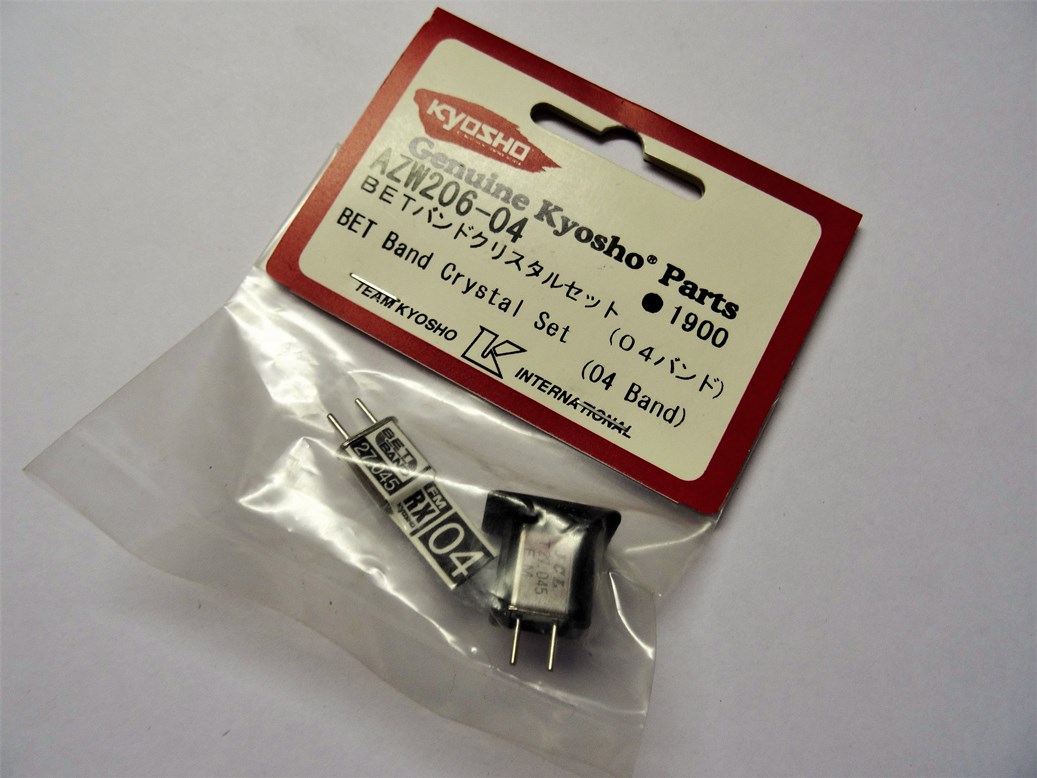 KYOSHO
Genuine Kyosho® Parts
AZW206-04
●1900
BETバンドクリスタルセット (04バンド)
BET Band Crystal Set (04 Band)
TEAM KYOSHO K INTERNATIONAL
BAND
27.045
FM
RX
KYOSHO
04
045